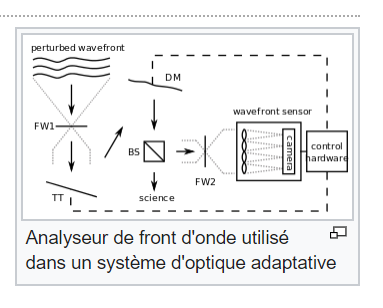 perturbed wavefront
DM
wavefront sensor
FW1
BS
camera
control
hardware
FW2
TT
science
Analyseur de front d'onde utilisé
dans un système d'optique adaptative